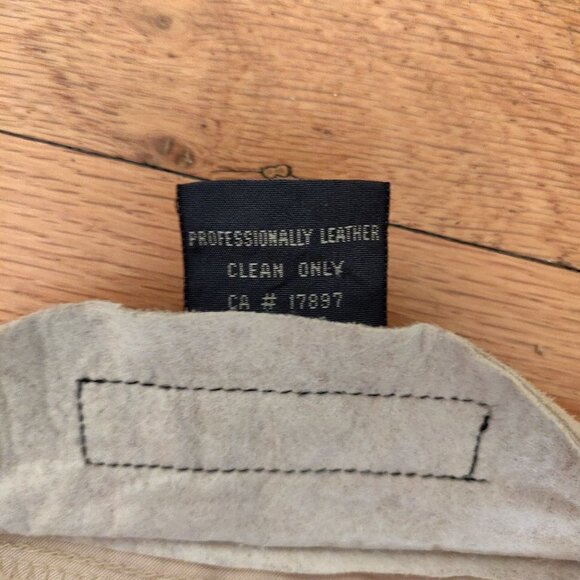 PROFESSIONALLY LEATHER
CLEAN ONLY
CA # 17897